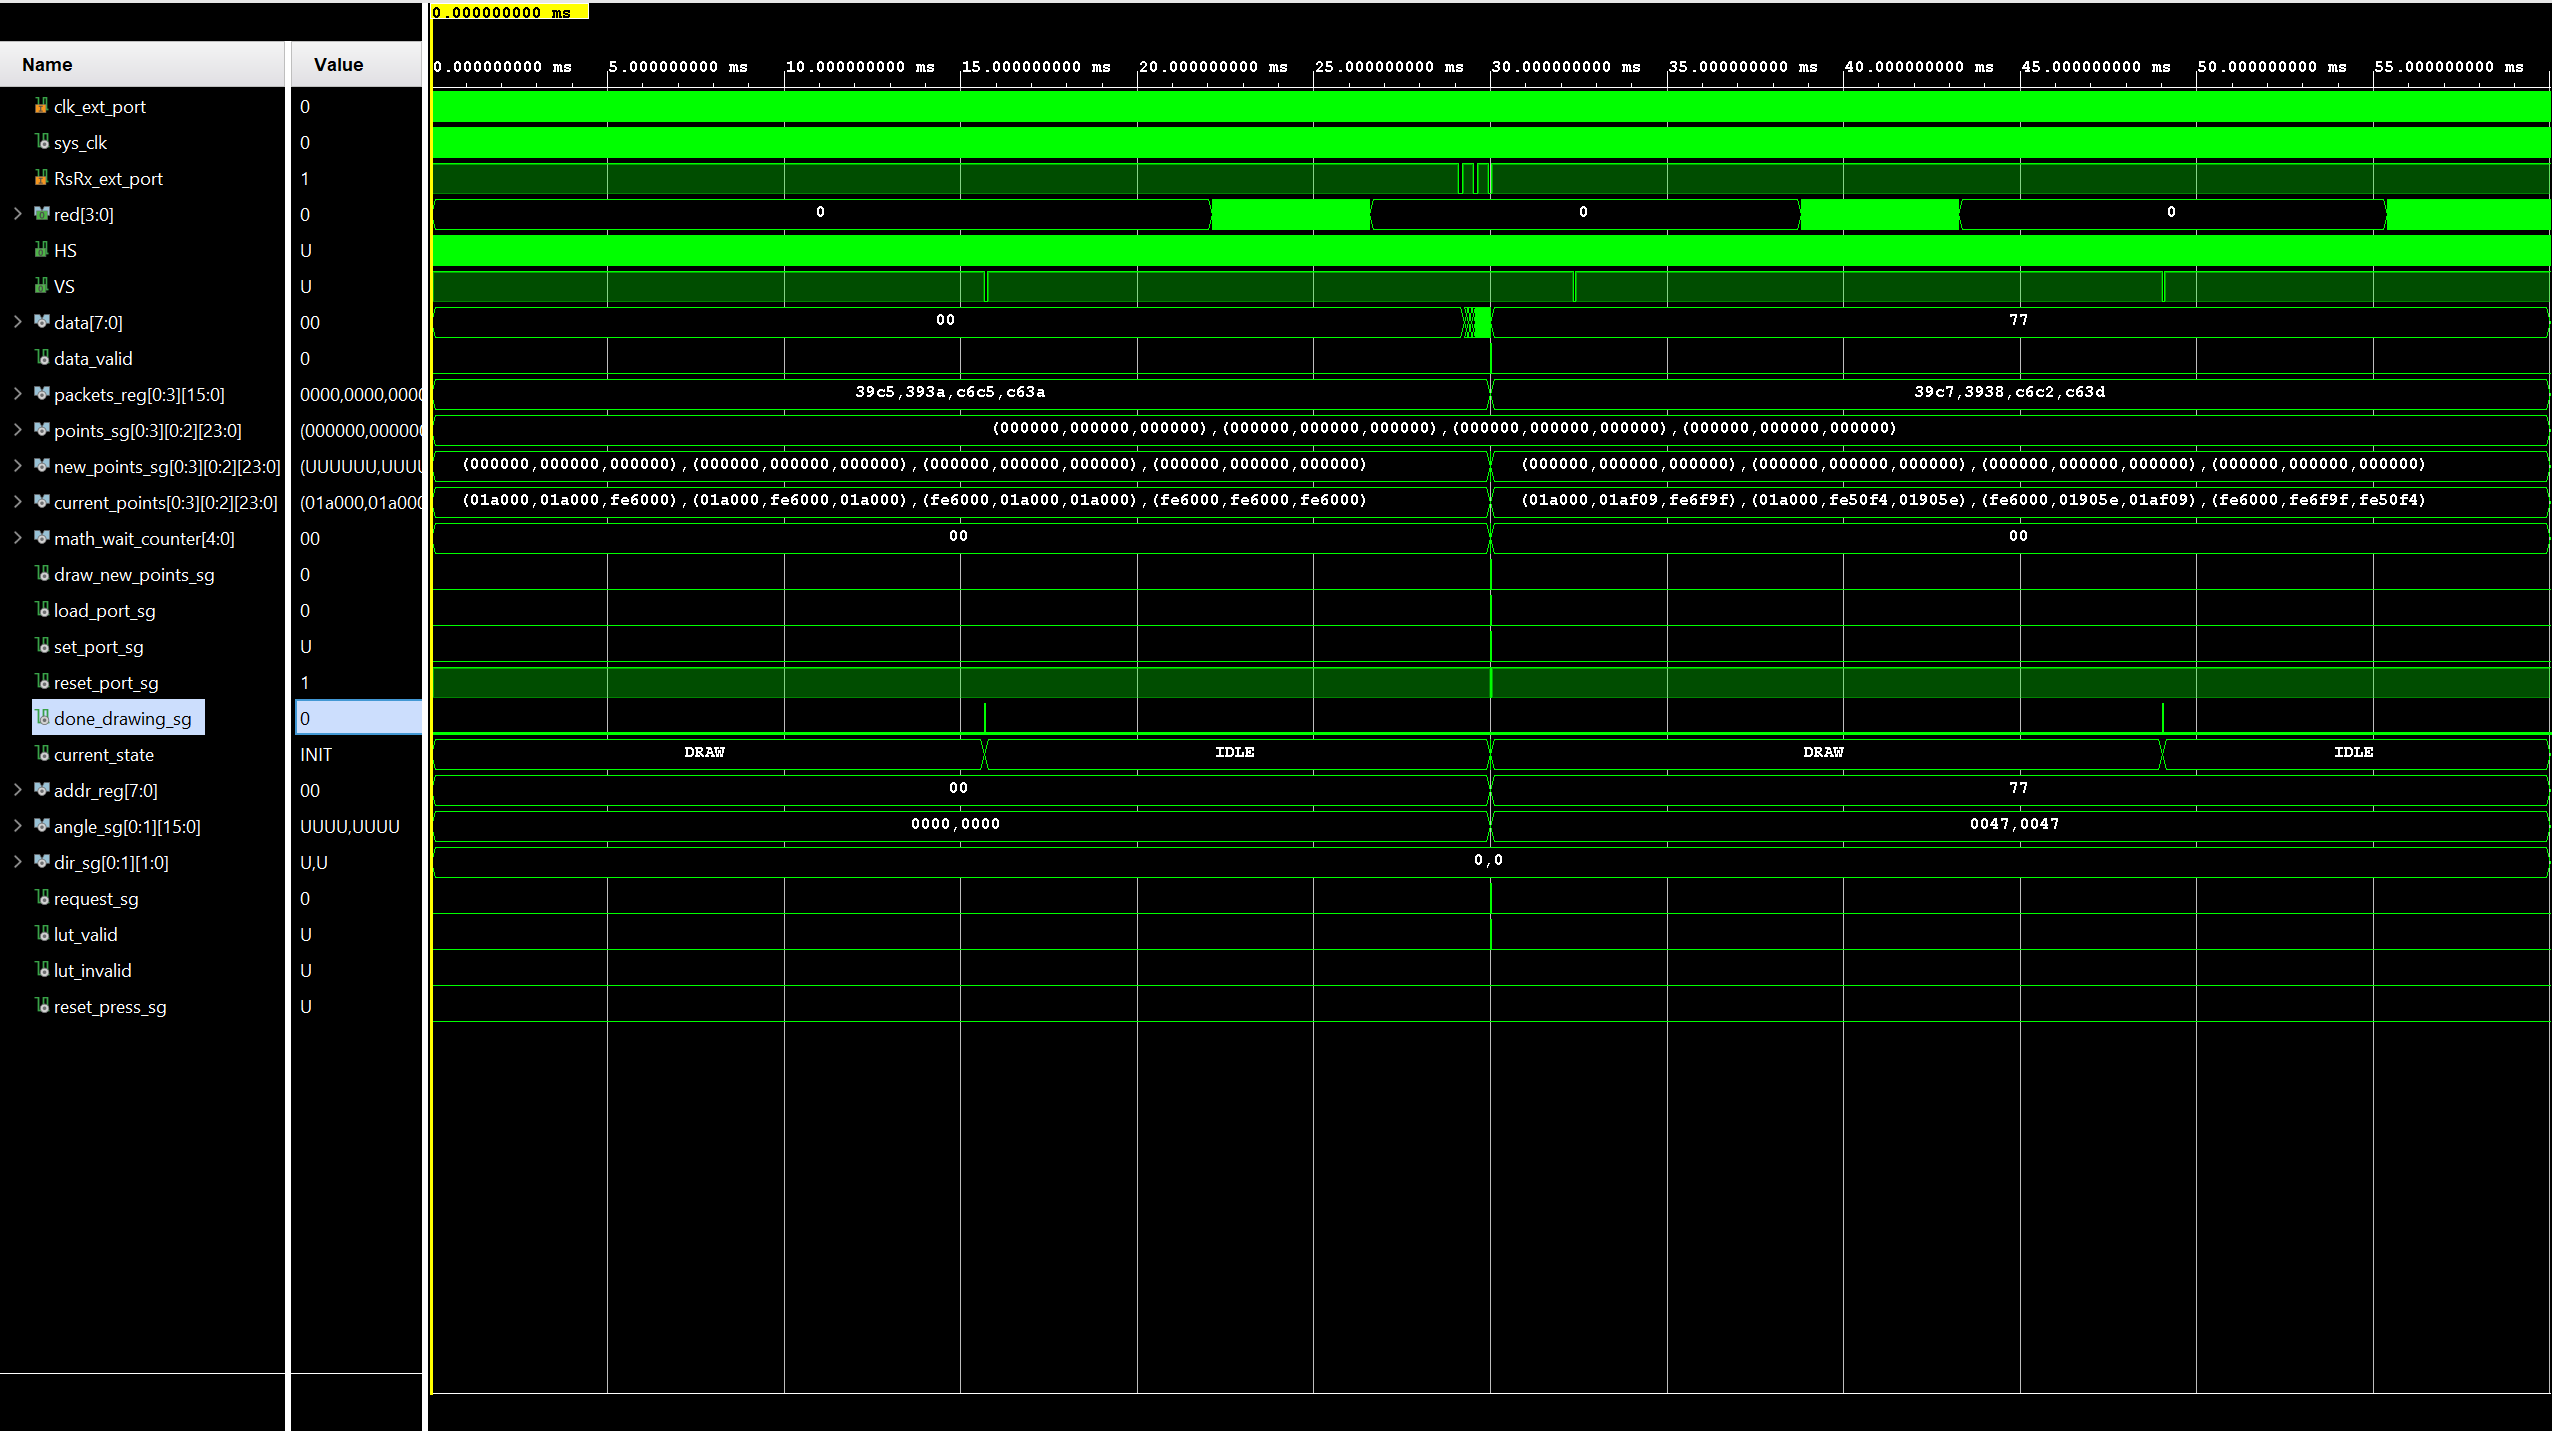 0.000000000 ms
Name Value 0.000000000 ms 5.000000000 ms 10.000000000 ms 15.000000000 ms 20.000000000 ms 25.000000000 ms 30.000000000 ms 35.000000000 ms 40.000000000 ms 45.000000000 ms 50.000000000 ms 55.000000000 ms
clk_ext_port 0
sys_clk 0
RsRx_ext_port 1
red[3:0] 0 0 0 0
HS U
VS U
data[7:0] 00 00 77
data_valid 0
packets_reg[0:3][15:0] 0000,0000,0000 39c5,393a,c6c5,c63a 39c7,3938,c6c2,c63d
points_sg[0:3][0:2][23:0] (000000,000000 (000000,000000,000000),(000000,000000,000000),(000000,000000,000000),(000000,000000,000000)
new_points_sg[0:3][0:2][23:0] (UUUUUU,UUUU (000000,000000,000000),(000000,000000,000000),(000000,000000,000000),(000000,000000,000000) (000000,000000,000000),(000000,000000,000000),(000000,000000,000000),(000000,000000,000000)
current_points[0:3][0:2][23:0] (01a000,01a000 (01a000,01a000,fe6000),(01a000,fe6000,01a000),(fe6000,01a000,01a000),(fe6000,fe6000,fe6000) (01a000,01af09,fe6f9f),(01a000,fe50f4,01905e),(fe6000,01905e,01af09),(fe6000,fe6f9f,fe50f4)
math_wait_counter[4:0] 00 00 00
draw_new_points_sg 0
load_port_sg 0
set_port_sg U
reset_port_sg 1
done_drawing_sg 0
current_state INIT DRAW IDLE DRAW IDLE
addr_reg[7:0] 00 00 77
angle_sg[0:1][15:0] UUUU,UUUU 0000,0000 0047,0047
dir_sg[0:1][1:0] U,U 0,0
request_sg 0
lut_valid U
lut_invalid U
reset_press_sg U